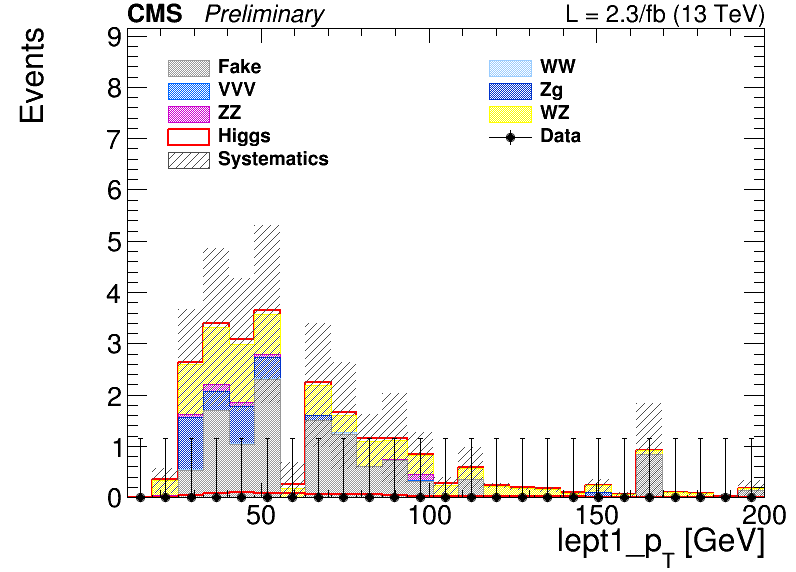 CMS Preliminary L = 2.3/fb (13 TeV)
Events
9
8
7
6
5
4
3
2
1
0
Fake
VVV
ZZ
Higgs
Systematics
WW
Zg
WZ
Data
50 100 150 200
lept1_p_T [GeV]